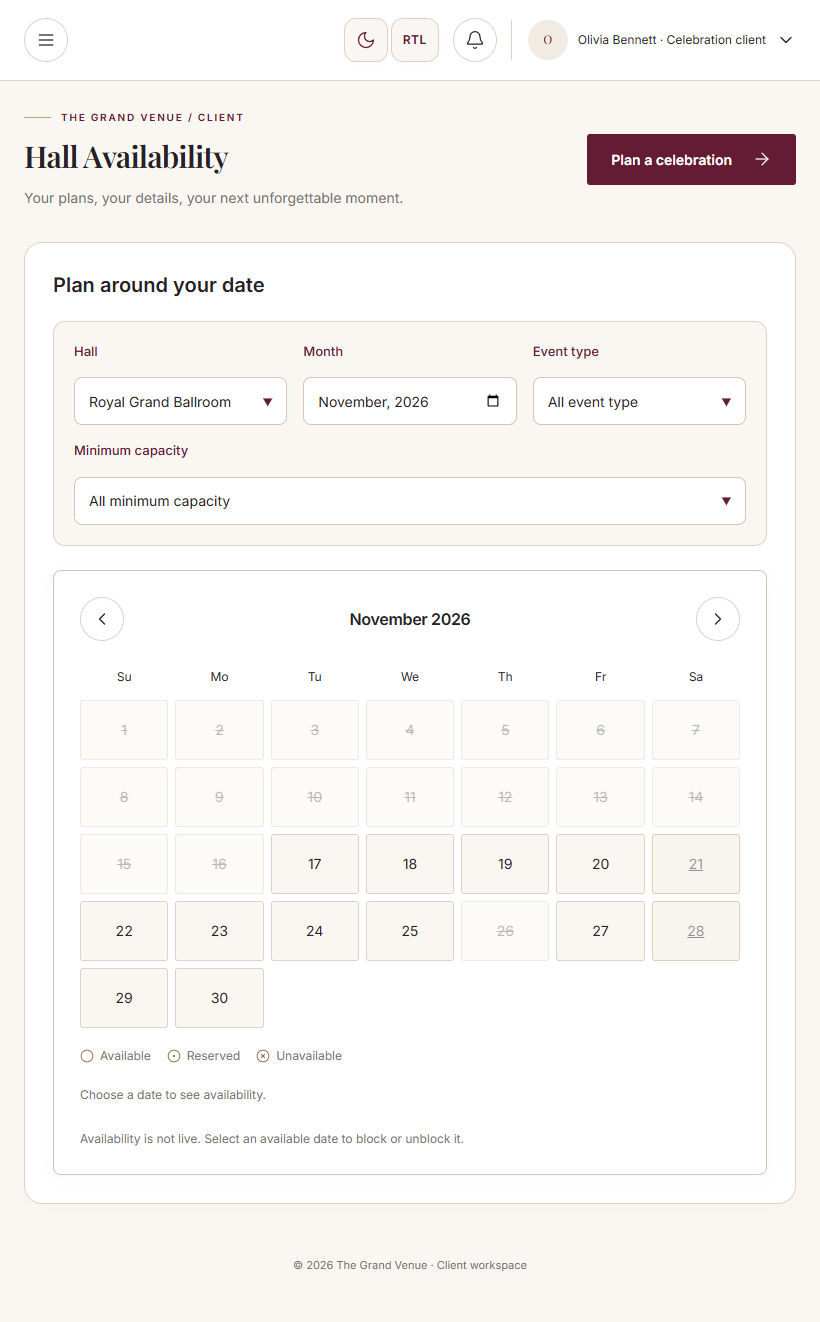 RTL
O
Olivia Bennett · Celebration client
THE GRAND VENUE / CLIENT
Hall Availability
Plan a celebration
Your plans, your details, your next unforgettable moment.
Plan around your date
Hall Month Event type
Royal Grand Ballroom November, 2026 All event type
Minimum capacity
All minimum capacity
November 2026
Su Mo Tu We Th Fr Sa
1 2 3 4 5 6 7
8 9 10 11 12 13 14
15 16 17 18 19 20 21
22 23 24 25 26 27 28
29 30
Available Reserved Unavailable
Choose a date to see availability.
Availability is not live. Select an available date to block or unblock it.
© 2026 The Grand Venue · Client workspace